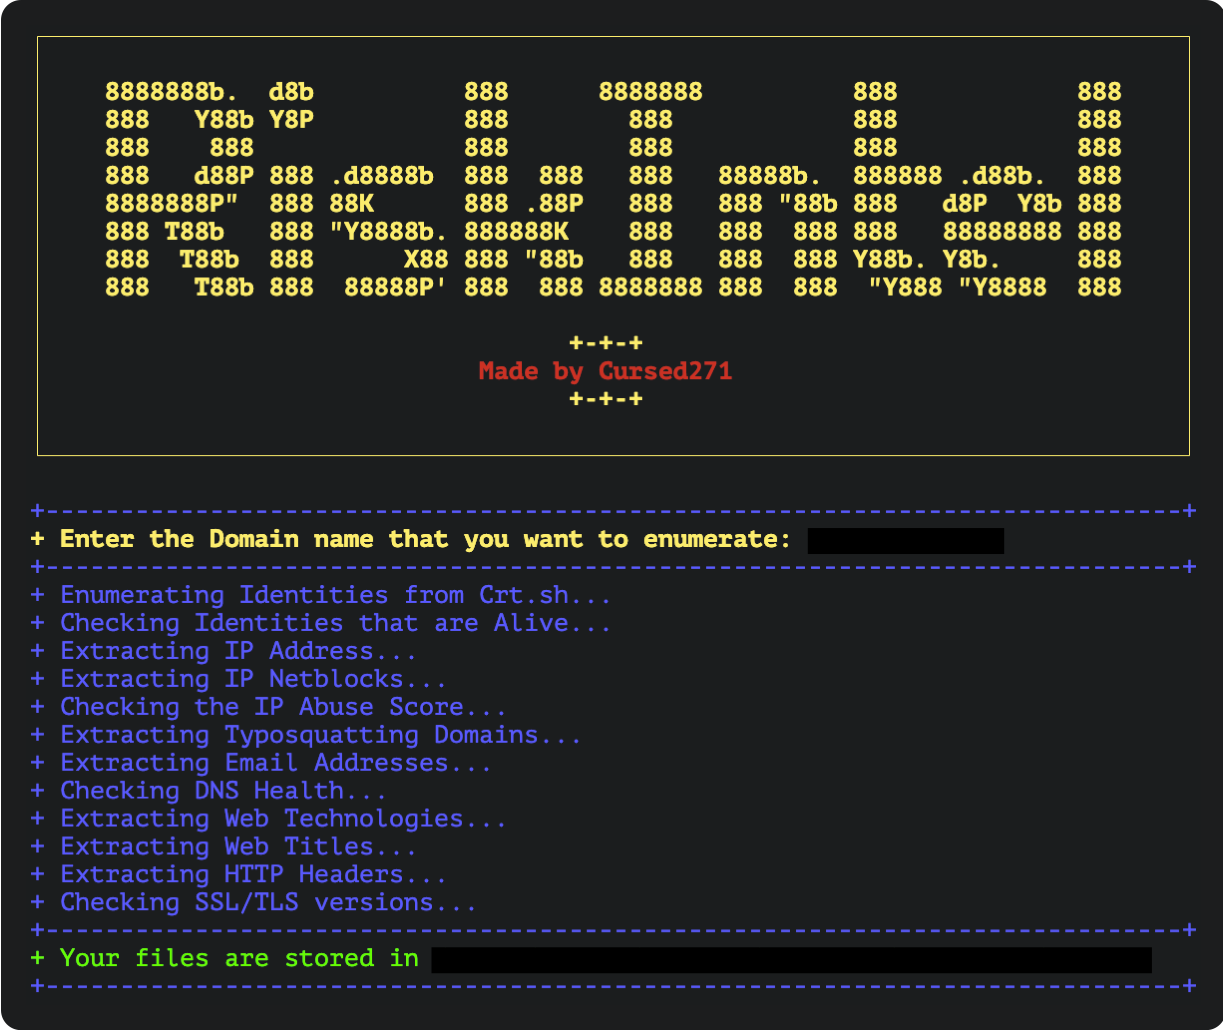 8888888b.  d8b          888      8888888          888            888
888   Y88b Y8P          888        888            888            888
888    888              888        888            888            888
888   d88P 888 .d8888b  888  888   888   88888b.  888888 .d88b.  888
8888888P"  888 88K      888 .88P   888   888 "88b 888   d8P  Y8b 888
888 T88b   888 "Y8888b. 888888K    888   888  888 888   88888888 888
888  T88b  888      X88 888 "88b   888   888  888 Y88b. Y8b.     888
888   T88b 888  88888P' 888  888 8888888 888  888  "Y888 "Y8888  888
+-+-+
Made by Cursed271
+-+-+
+----------------------------------------------------------------------------+
+ Enter the Domain name that you want to enumerate:
+----------------------------------------------------------------------------+
+ Enumerating Identities from Crt.sh...
+ Checking Identities that are Alive...
+ Extracting IP Address...
+ Extracting IP Netblocks...
+ Checking the IP Abuse Score...
+ Extracting Typosquatting Domains...
+ Extracting Email Addresses...
+ Checking DNS Health...
+ Extracting Web Technologies...
+ Extracting Web Titles...
+ Extracting HTTP Headers...
+ Checking SSL/TLS versions...
+----------------------------------------------------------------------------+
+ Your files are stored in
+----------------------------------------------------------------------------+